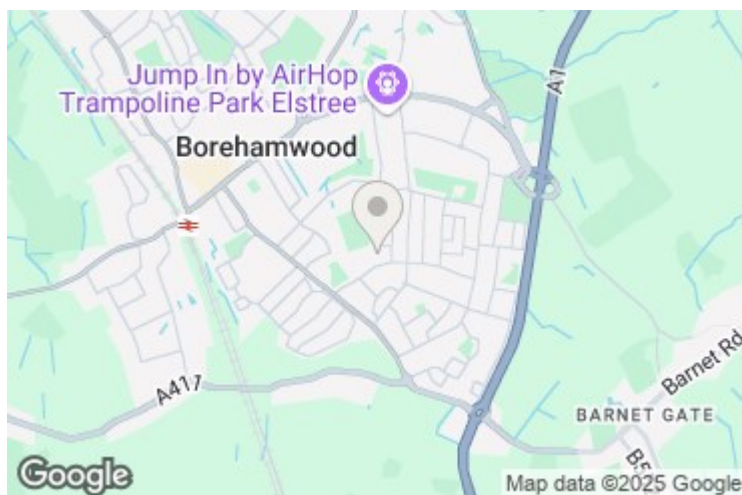 Jump In by AirHop
Trampoline Park Elstree
A1
Borehamwood
A411
Barnet Rd
BARNET GATE
Google
Map data ©2025 Google